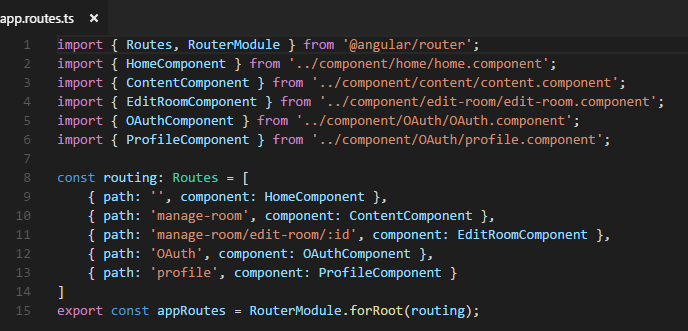 app.routes.ts ×
1 import { Routes, RouterModule } from '@angular/router';
2 import { HomeComponent } from '../component/home/home.component';
3 import { ContentComponent } from '../component/content/content.component';
4 import { EditRoomComponent } from '../component/edit-room/edit-room.component';
5 import { OAuthComponent } from '../component/OAuth/OAuth.component';
6 import { ProfileComponent } from '../component/OAuth/profile.component';
7
8 const routing: Routes = [
9     { path: '', component: HomeComponent },
10     { path: 'manage-room', component: ContentComponent },
11     { path: 'manage-room/edit-room/:id', component: EditRoomComponent },
12     { path: 'OAuth', component: OAuthComponent },
13     { path: 'profile', component: ProfileComponent }
14 ]
15 export const appRoutes = RouterModule.forRoot(routing);